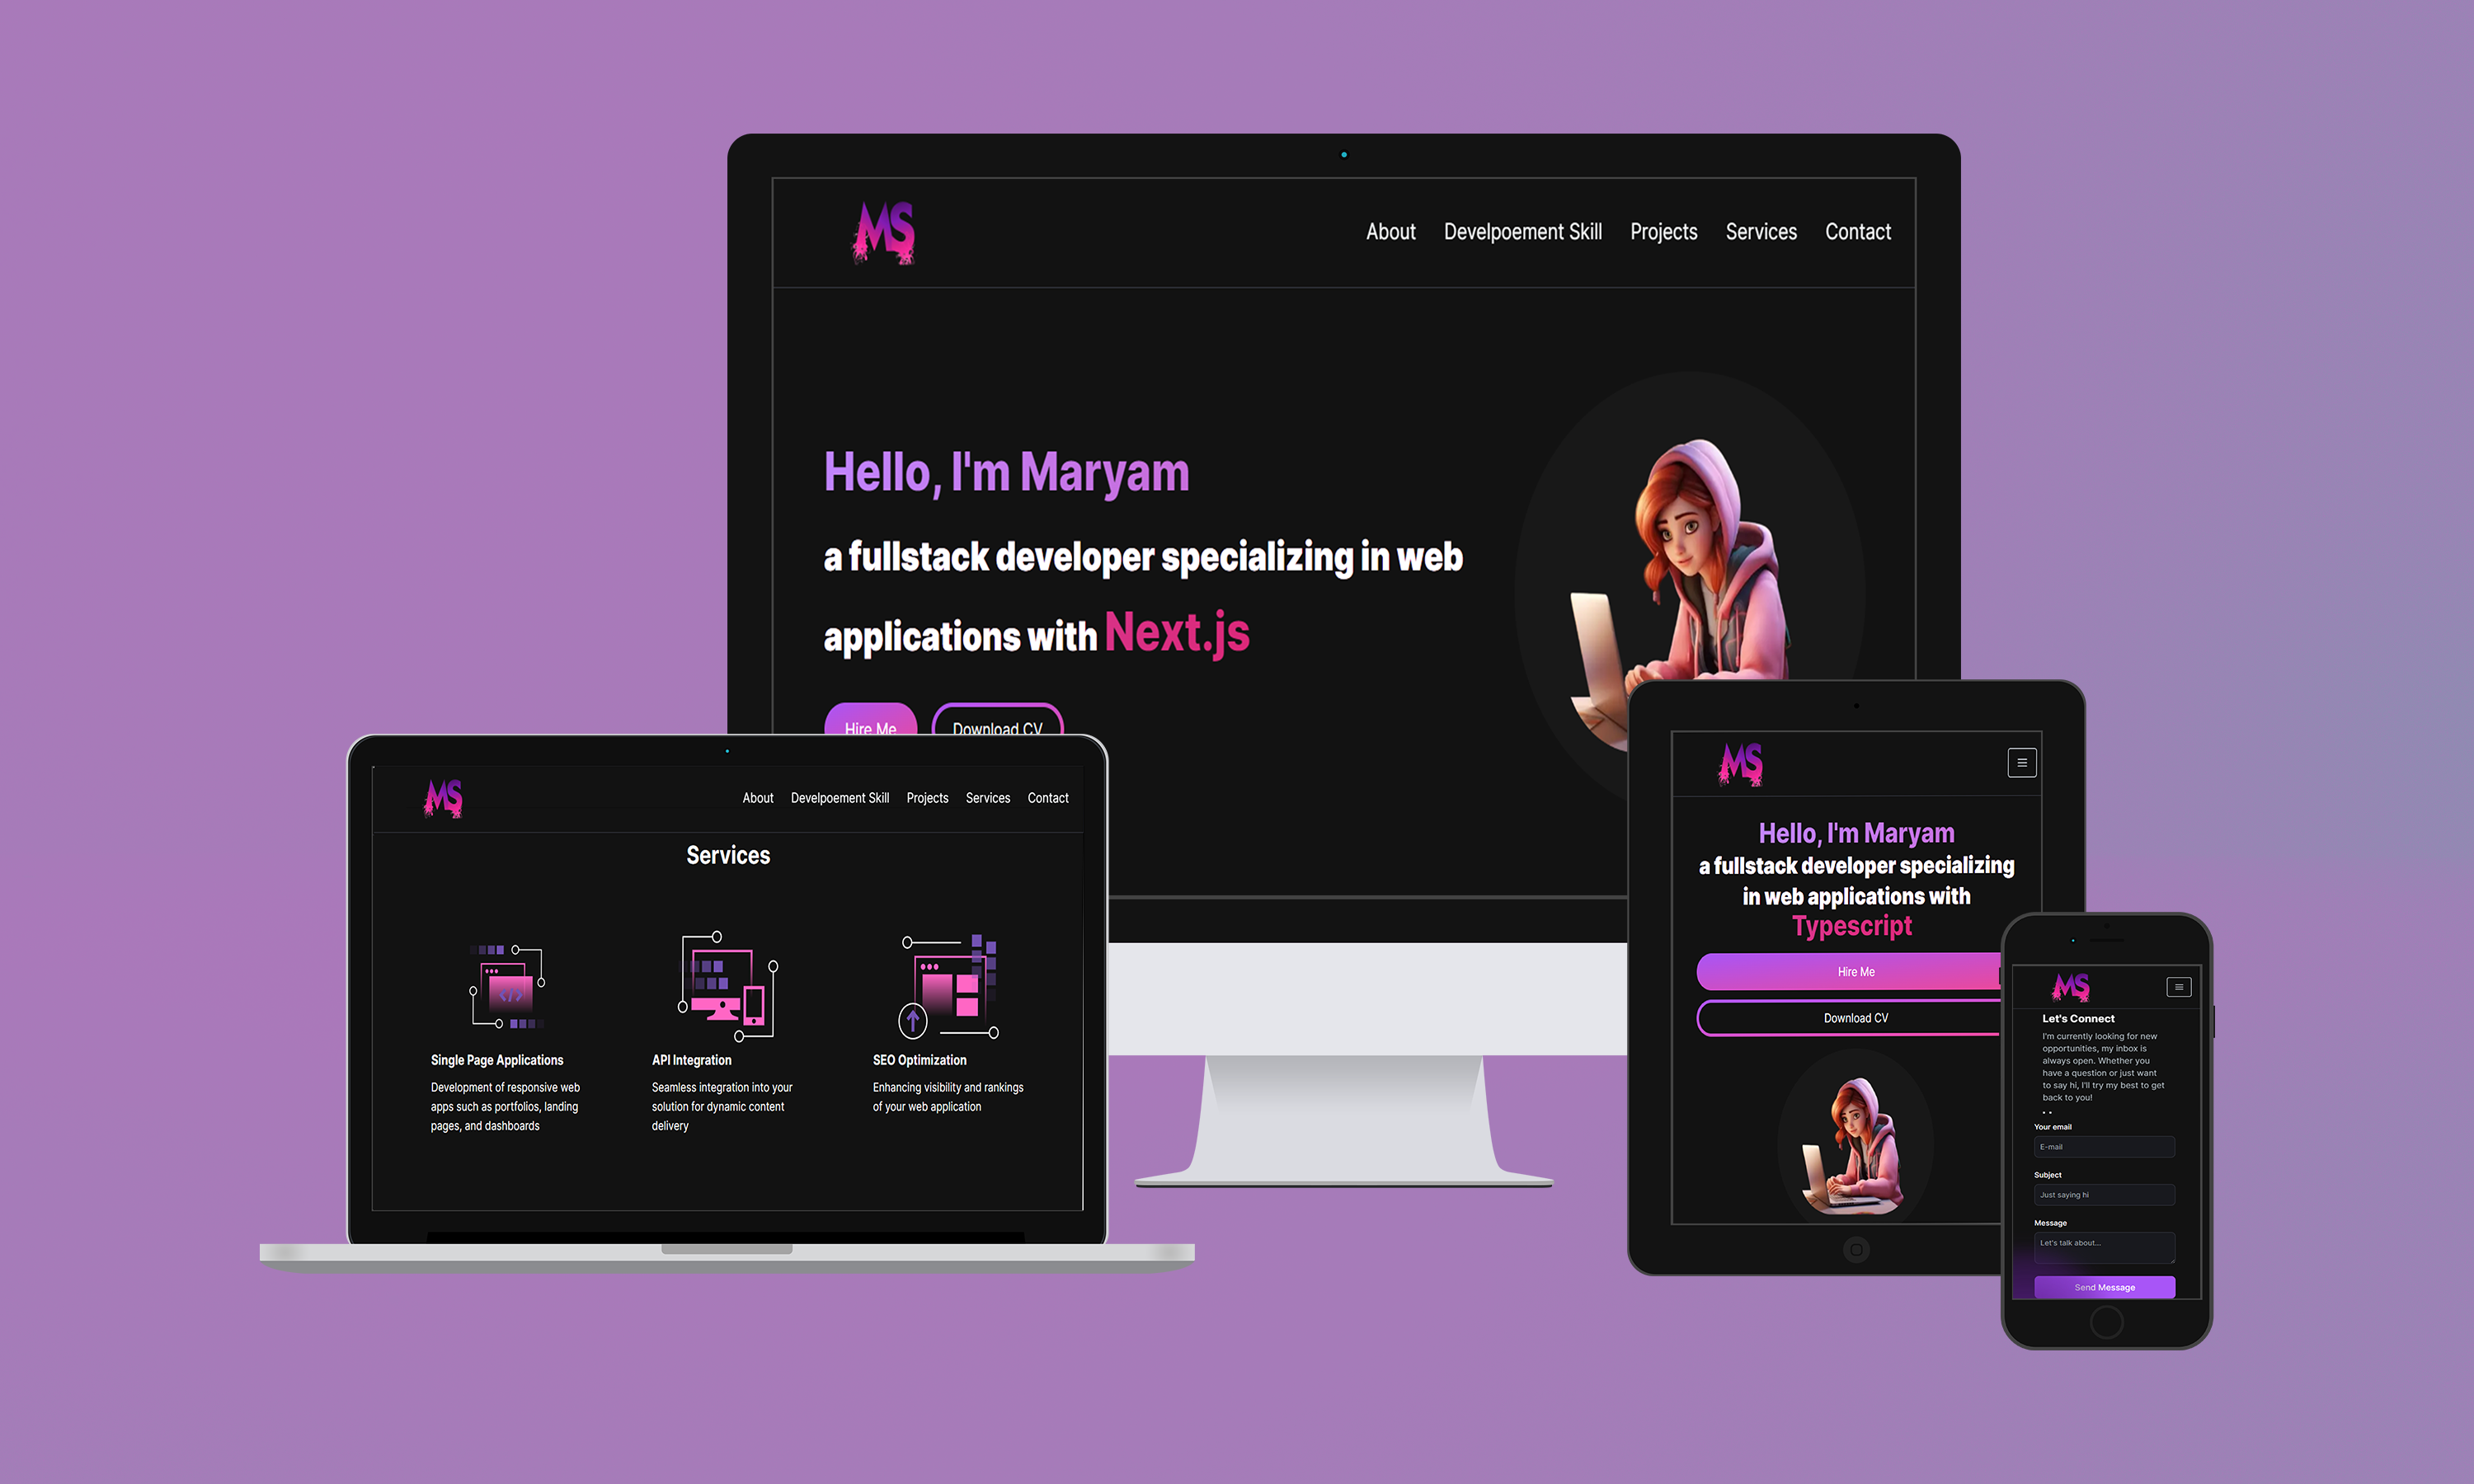 MS
About Develpoement Skill Projects Services Contact
Hello, I'm Maryam
a fullstack developer specializing in web
applications with Next.js
Hire Me Download CV
MS
About Develpoement Skill Projects Services Contact
Services
Single Page Applications
Development of responsive web
apps such as portfolios, landing
pages, and dashboards
API Integration
Seamless integration into your
solution for dynamic content
delivery
SEO Optimization
Enhancing visibility and rankings
of your web application
MS
Hello, I'm Maryam
a fullstack developer specializing
in web applications with
Typescript
Hire Me
Download CV
MS
Let's Connect
I'm currently looking for new
opportunities, my inbox is
always open. Whether you
have a question or just want
to say hi, I'll try my best to get
back to you!
Your email
E-mail
Subject
Just saying hi
Message
Let's talk about...
Send Message